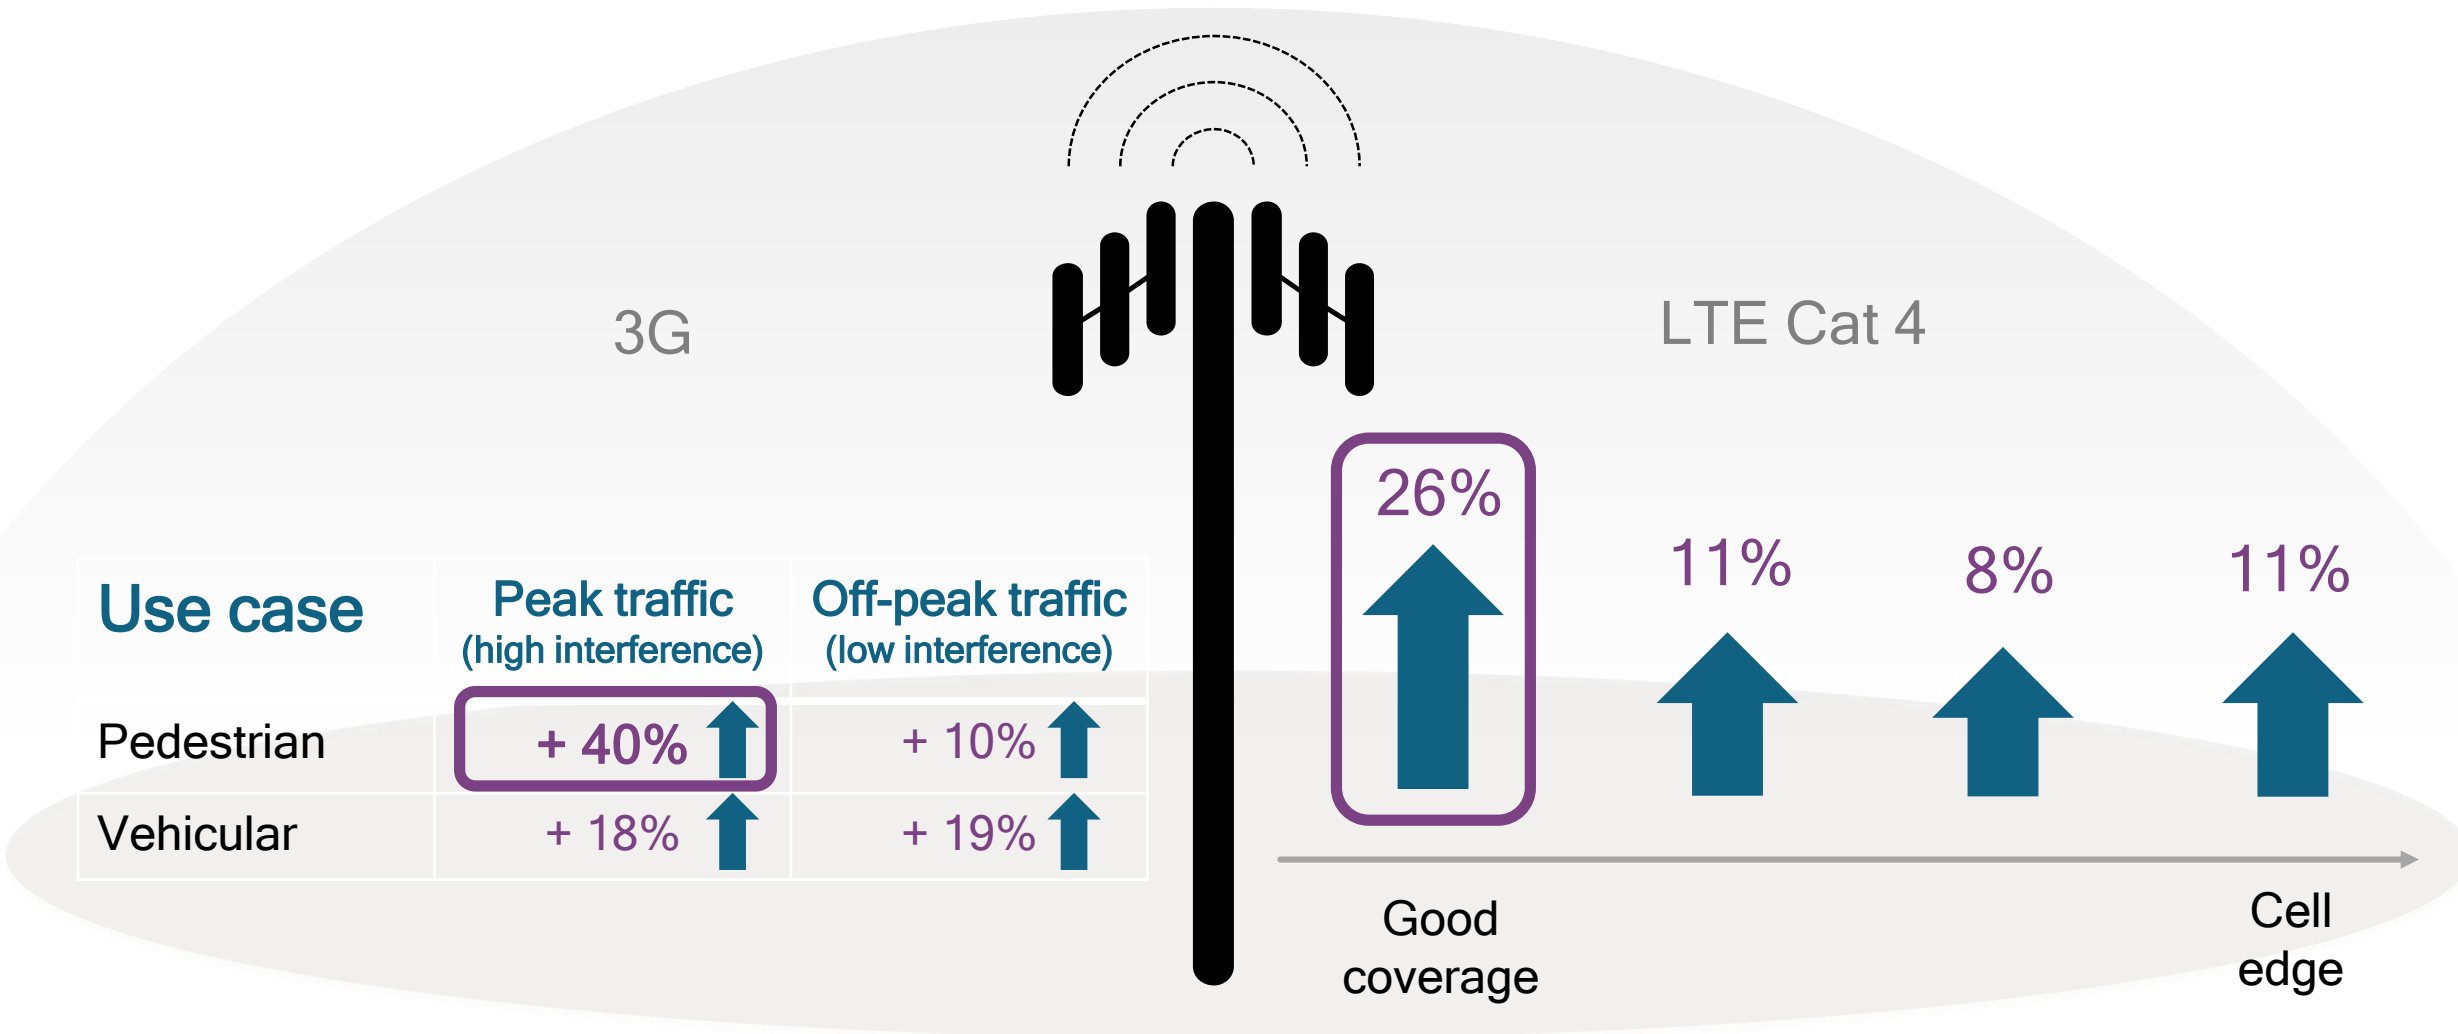 3G
LTE Cat 4
Use case
Peak traffic
(high interference)
Off-peak traffic
(low interference)
Pedestrian
+ 40%
+ 10%
Vehicular
+ 18%
+ 19%
26%
11%
8%
11%
Good
coverage
Cell
edge